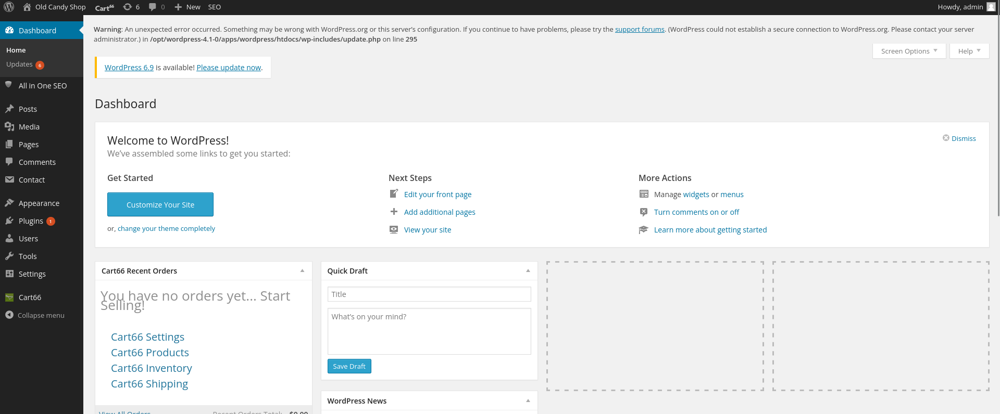 Old Candy Shop Cart66 6 0 New SEO Howdy, admin
Dashboard
Home
Updates 6
All in One SEO
Posts
Media
Pages
Comments
Contact
Appearance
Plugins 1
Users
Tools
Settings
Cart66
Collapse menu
Warning: An unexpected error occurred. Something may be wrong with WordPress.org or this server's configuration. If you continue to have problems, please try the support forums. (WordPress could not establish a secure connection to WordPress.org. Please contact your server
administrator.) in /opt/wordpress-4.1-0/apps/wordpress/htdocs/wp-includes/update.php on line 295
Screen Options Help
WordPress 6.9 is available! Please update now.
Dashboard
Welcome to WordPress!
Dismiss
We've assembled some links to get you started:
Get Started
Customize Your Site
or, change your theme completely
Next Steps
Edit your front page
Add additional pages
View your site
More Actions
Manage widgets or menus
Turn comments on or off
Learn more about getting started
Cart66 Recent Orders
You have no orders yet... Start
Selling!
Cart66 Settings
Cart66 Products
Cart66 Inventory
Cart66 Shipping
View All Orders Recent Orders Total: $0.00
Quick Draft
Title
What's on your mind?
Save Draft
WordPress News